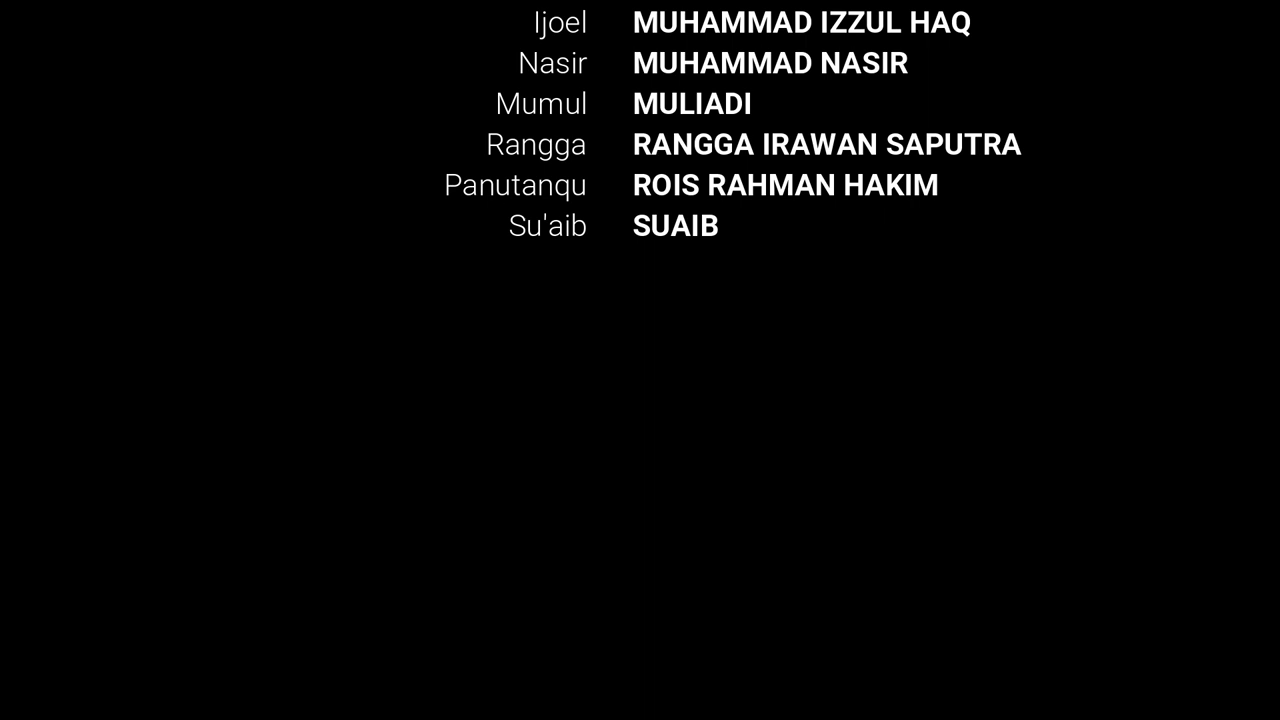 Ijoel MUHAMMAD IZZUL HAQ
Nasir MUHAMMAD NASIR
Mumul MULIADI
Rangga RANGGA IRAWAN SAPUTRA
Panutanqu ROIS RAHMAN HAKIM
Su'aib SUAIB